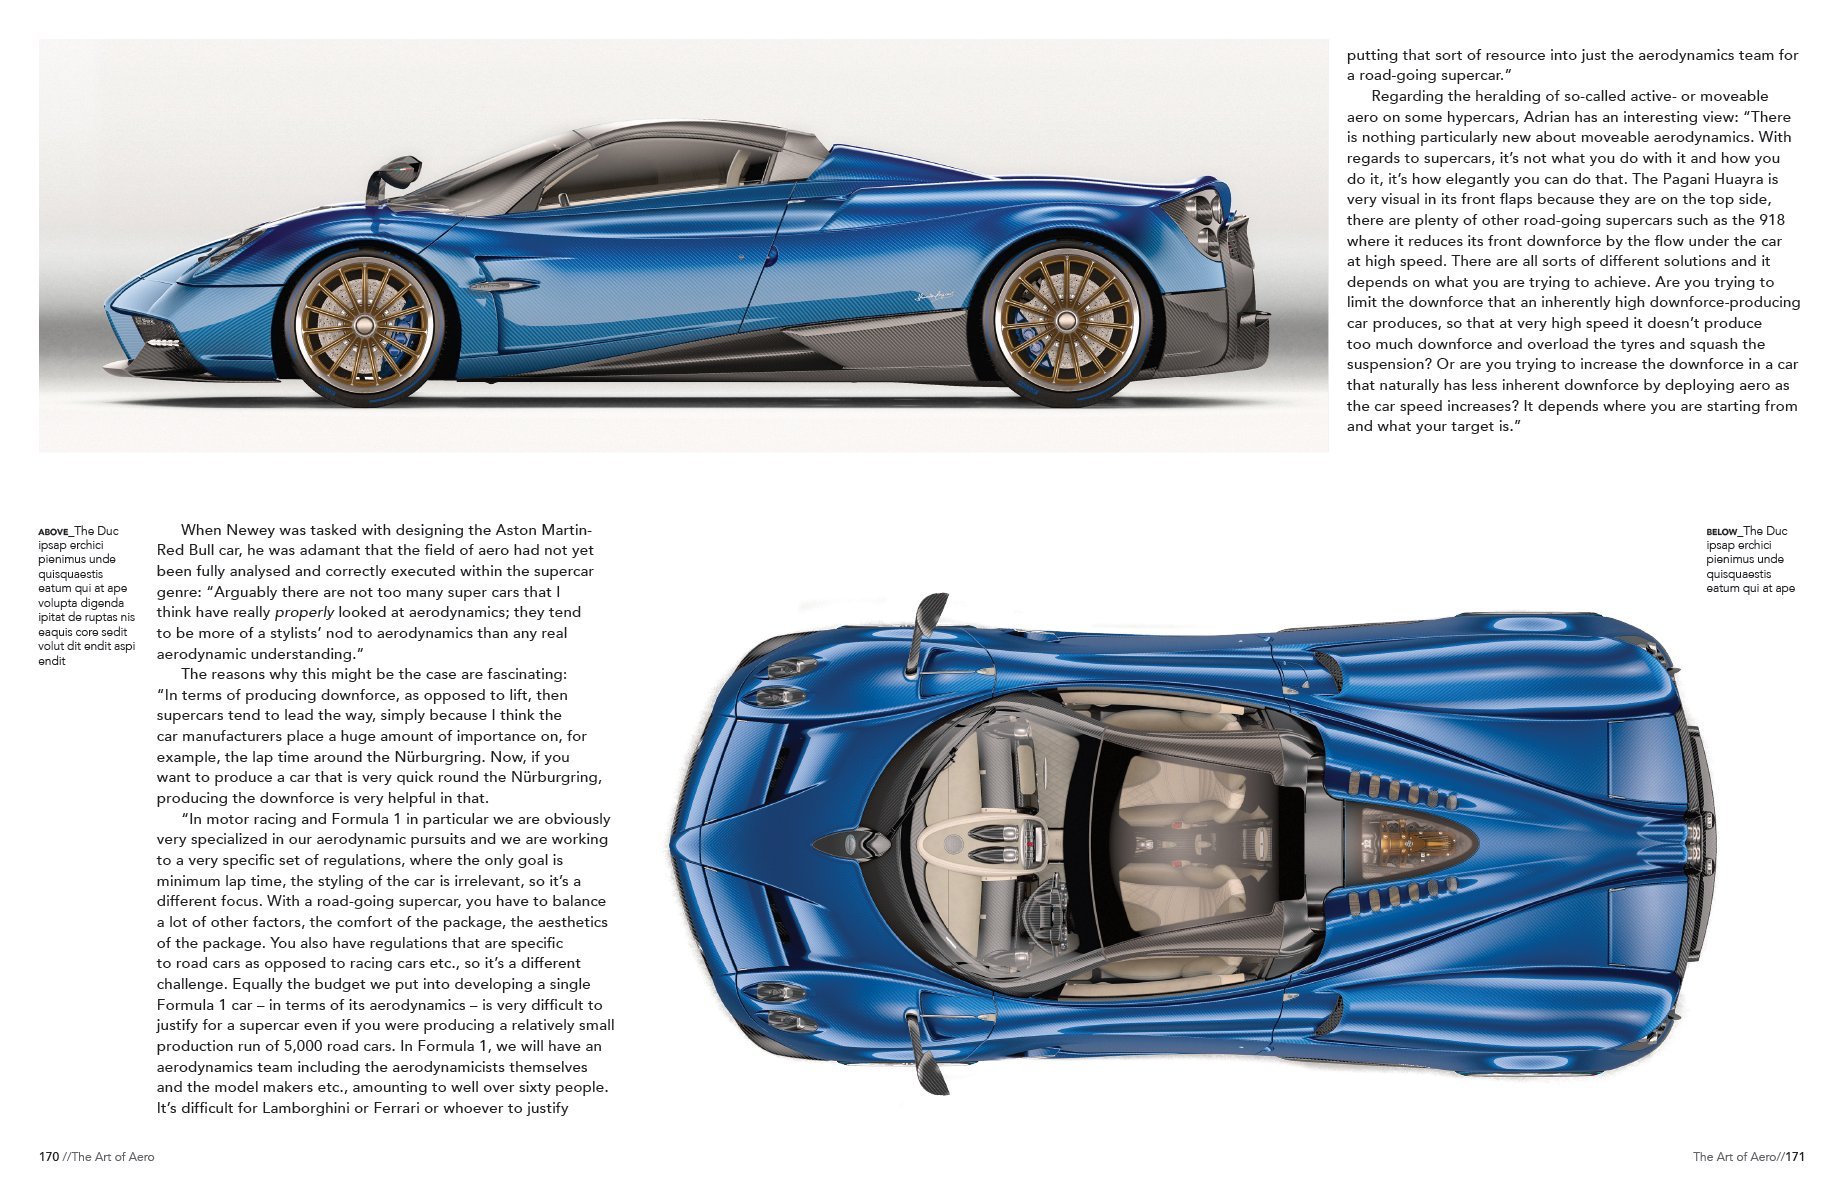 ABOVE_The Duc
ipsap erchici
pienimus unde
quisquaestis
eatum qui at ape
volupta digenda
ipitat de ruptas nis
eaquis core sedit
volut dit endit aspi
endit
When Newey was tasked with designing the Aston Martin-
Red Bull car, he was adamant that the field of aero had not yet
been fully analysed and correctly executed within the supercar
genre: “Arguably there are not too many super cars that I
think have really properly looked at aerodynamics; they tend
to be more of a stylists’ nod to aerodynamics than any real
aerodynamic understanding.”
The reasons why this might be the case are fascinating:
“In terms of producing downforce, as opposed to lift, then
supercars tend to lead the way, simply because I think the
car manufacturers place a huge amount of importance on, for
example, the lap time around the Nürburgring. Now, if you
want to produce a car that is very quick round the Nürburgring,
producing the downforce is very helpful in that.
“In motor racing and Formula 1 in particular we are obviously
very specialized in our aerodynamic pursuits and we are working
to a very specific set of regulations, where the only goal is
minimum lap time, the styling of the car is irrelevant, so it’s a
different focus. With a road-going supercar, you have to balance
a lot of other factors, the comfort of the package, the aesthetics
of the package. You also have regulations that are specific
to road cars as opposed to racing cars etc., so it’s a different
challenge. Equally the budget we put into developing a single
Formula 1 car – in terms of its aerodynamics – is very difficult to
justify for a supercar even if you were producing a relatively small
production run of 5,000 road cars. In Formula 1, we will have an
aerodynamics team including the aerodynamicists themselves
and the model makers etc., amounting to well over sixty people.
It’s difficult for Lamborghini or Ferrari or whoever to justify
putting that sort of resource into just the aerodynamics team for
a road-going supercar.”
Regarding the heralding of so-called active- or moveable
aero on some hypercars, Adrian has an interesting view: “There
is nothing particularly new about moveable aerodynamics. With
regards to supercars, it’s not what you do with it and how you
do it, it’s how elegantly you can do that. The Pagani Huayra is
very visual in its front flaps because they are on the top side,
there are plenty of other road-going supercars such as the 918
where it reduces its front downforce by the flow under the car
at high speed. There are all sorts of different solutions and it
depends on what you are trying to achieve. Are you trying to
limit the downforce that an inherently high downforce-producing
car produces, so that at very high speed it doesn’t produce
too much downforce and overload the tyres and squash the
suspension? Or are you trying to increase the downforce in a car
that naturally has less inherent downforce by deploying aero as
the car speed increases? It depends where you are starting from
and what your target is.”
BELOW_The Duc
ipsap erchici
pienimus unde
quisquaestis
eatum qui at ape
170 //The Art of Aero
The Art of Aero//171